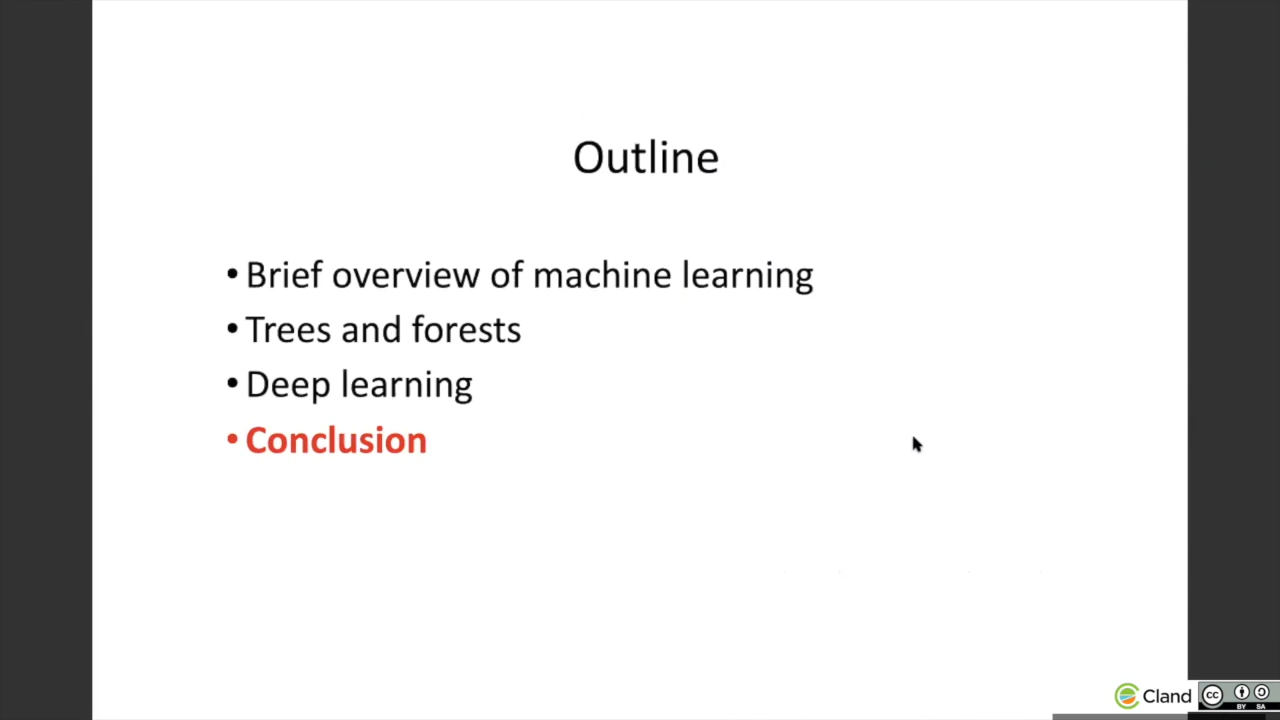 Outline
• Brief overview of machine learning
• Trees and forests
• Deep learning
• Conclusion
Cland
cc
BY SA